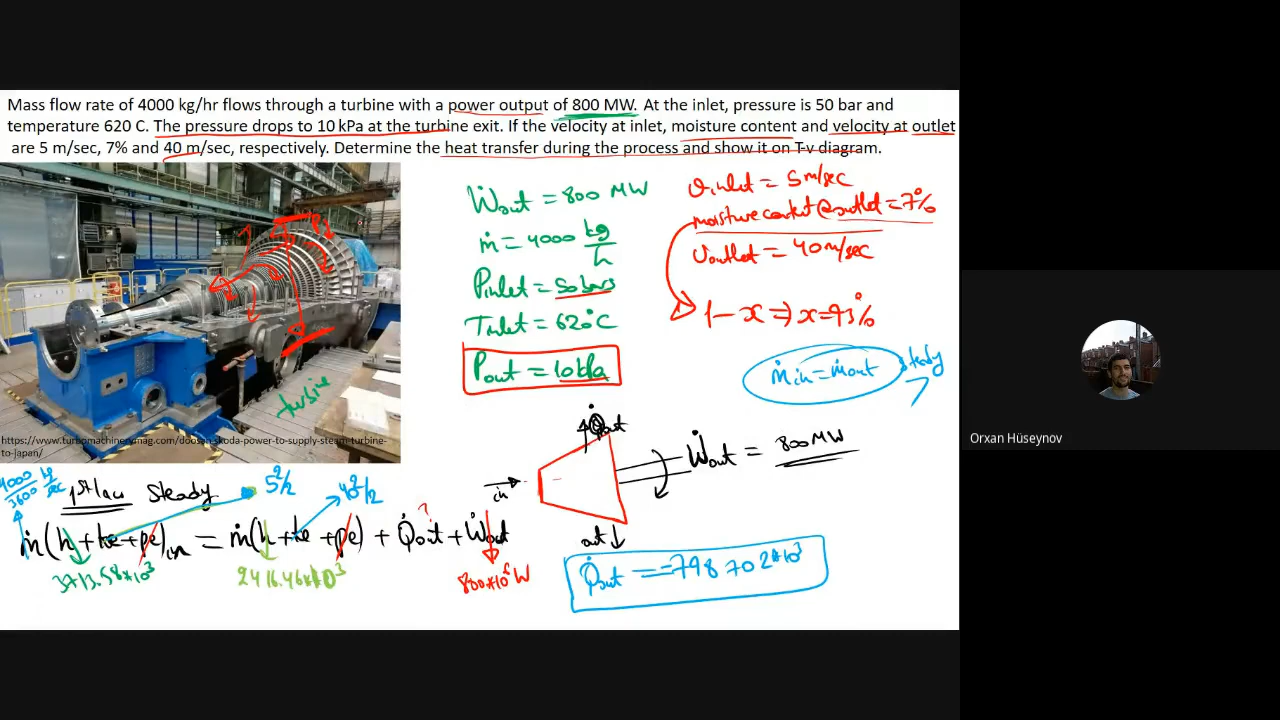 Mass flow rate of 4000 kg/hr flows through a turbine with a power output of 800 MW. At the inlet, pressure is 50 bar and
temperature 620 C. The pressure drops to 10 kPa at the turbine exit. If the velocity at inlet, moisture content and velocity at outlet
are 5 m/sec, 7% and 40 m/sec, respectively. Determine the heat transfer during the process and show it on T-v diagram.
Ẇout = 800 MW
ṁ = 4000 kg/h
Pinlet = 50 bars
Tinlet = 620°C
Pout = 10 kPa
ϑinlet = 5 m/sec
moisture content @ outlet = 7%
voutlet = 40 m/sec
1 - x ⇒ x = 93%
ṁin = ṁout steady
turbine
https://www.turbomachinerymag.com/doosan-skoda-power-to-supply-steam-turbine-
to-japan/
Orxan Hüseynov
Q̇out
in
Ẇout = 800 MW
out
4000/3600 kg/sec
1st law steady
5²/2
40²/2
ṁ(h + ke + pe)in = ṁ(h + ke + pe) + Q̇out + Ẇout
?
3713.58*10³
2416.46*10³
800*10⁶ W
Q̇out = -798 702*10³